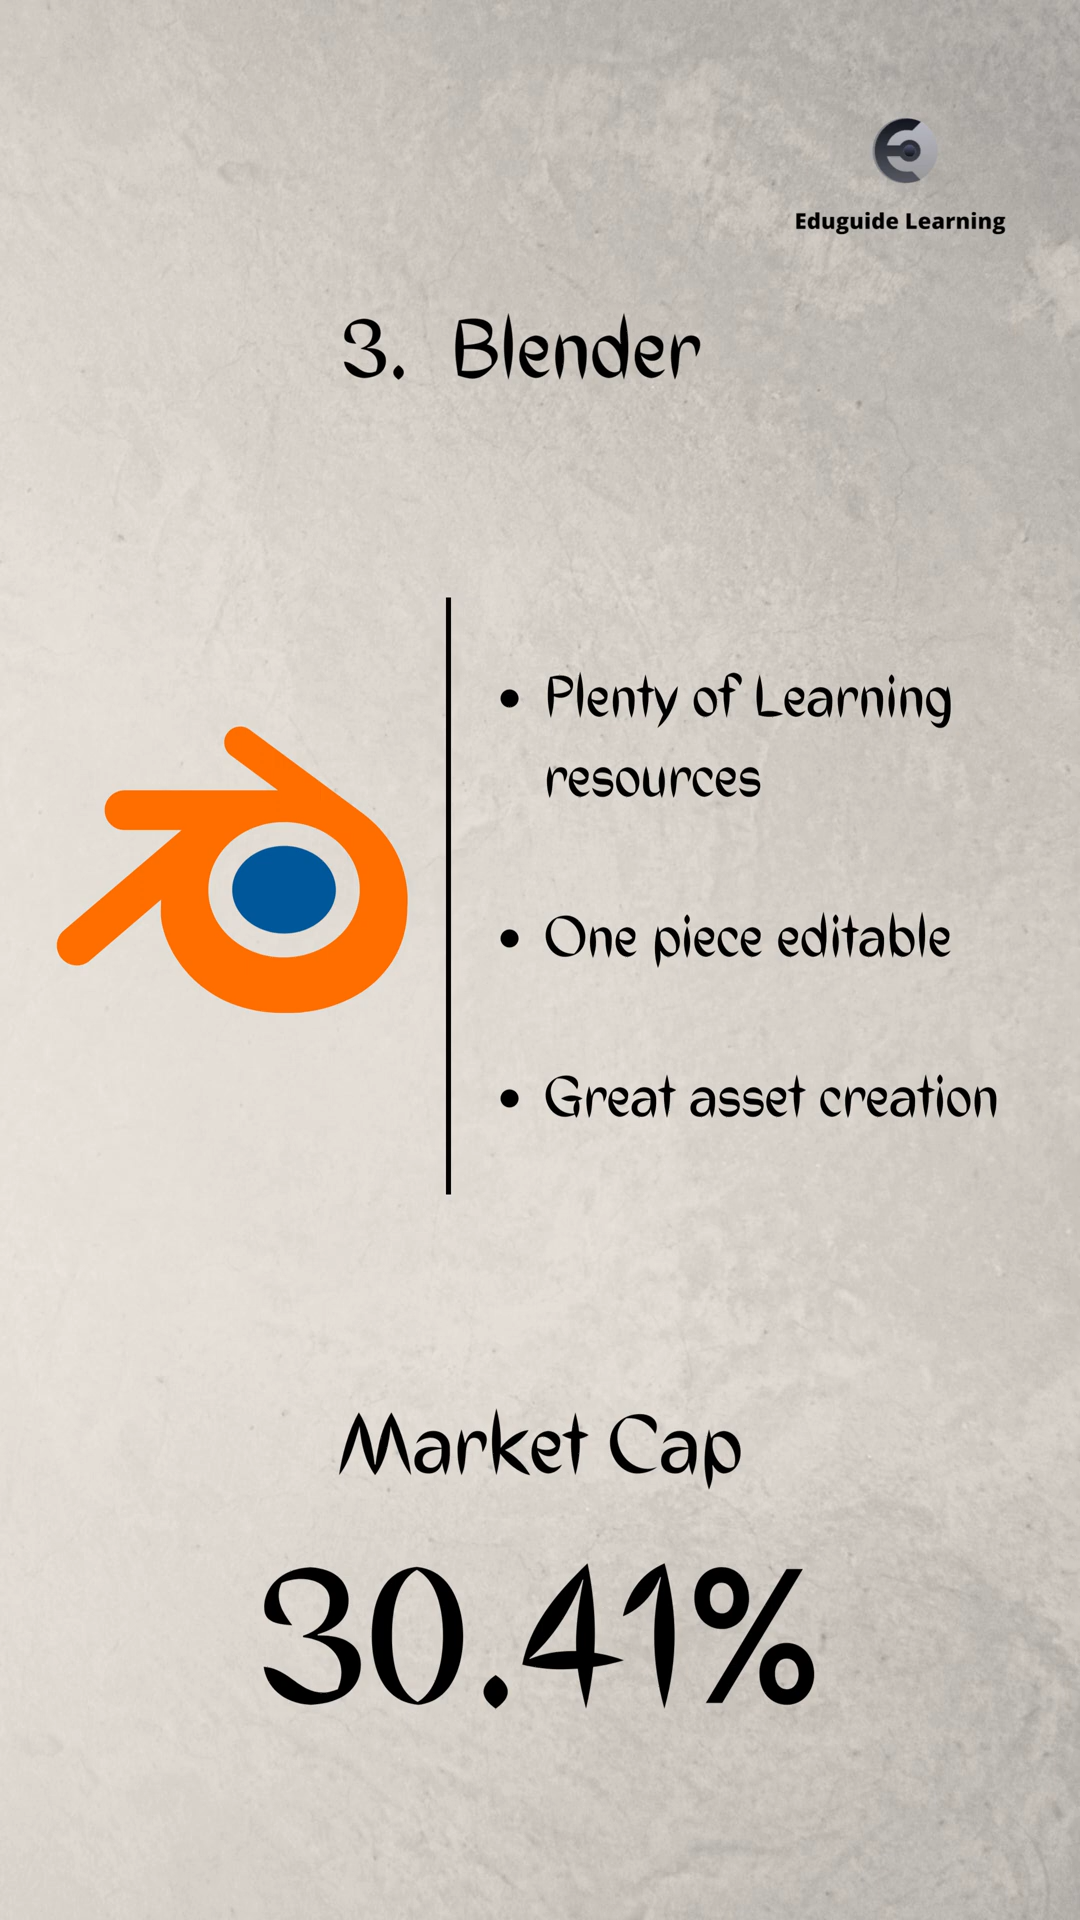 Eduguide Learning
3. Blender
• Plenty of Learning
resources
• One piece editable
• Great asset creation
Market Cap
30.41%